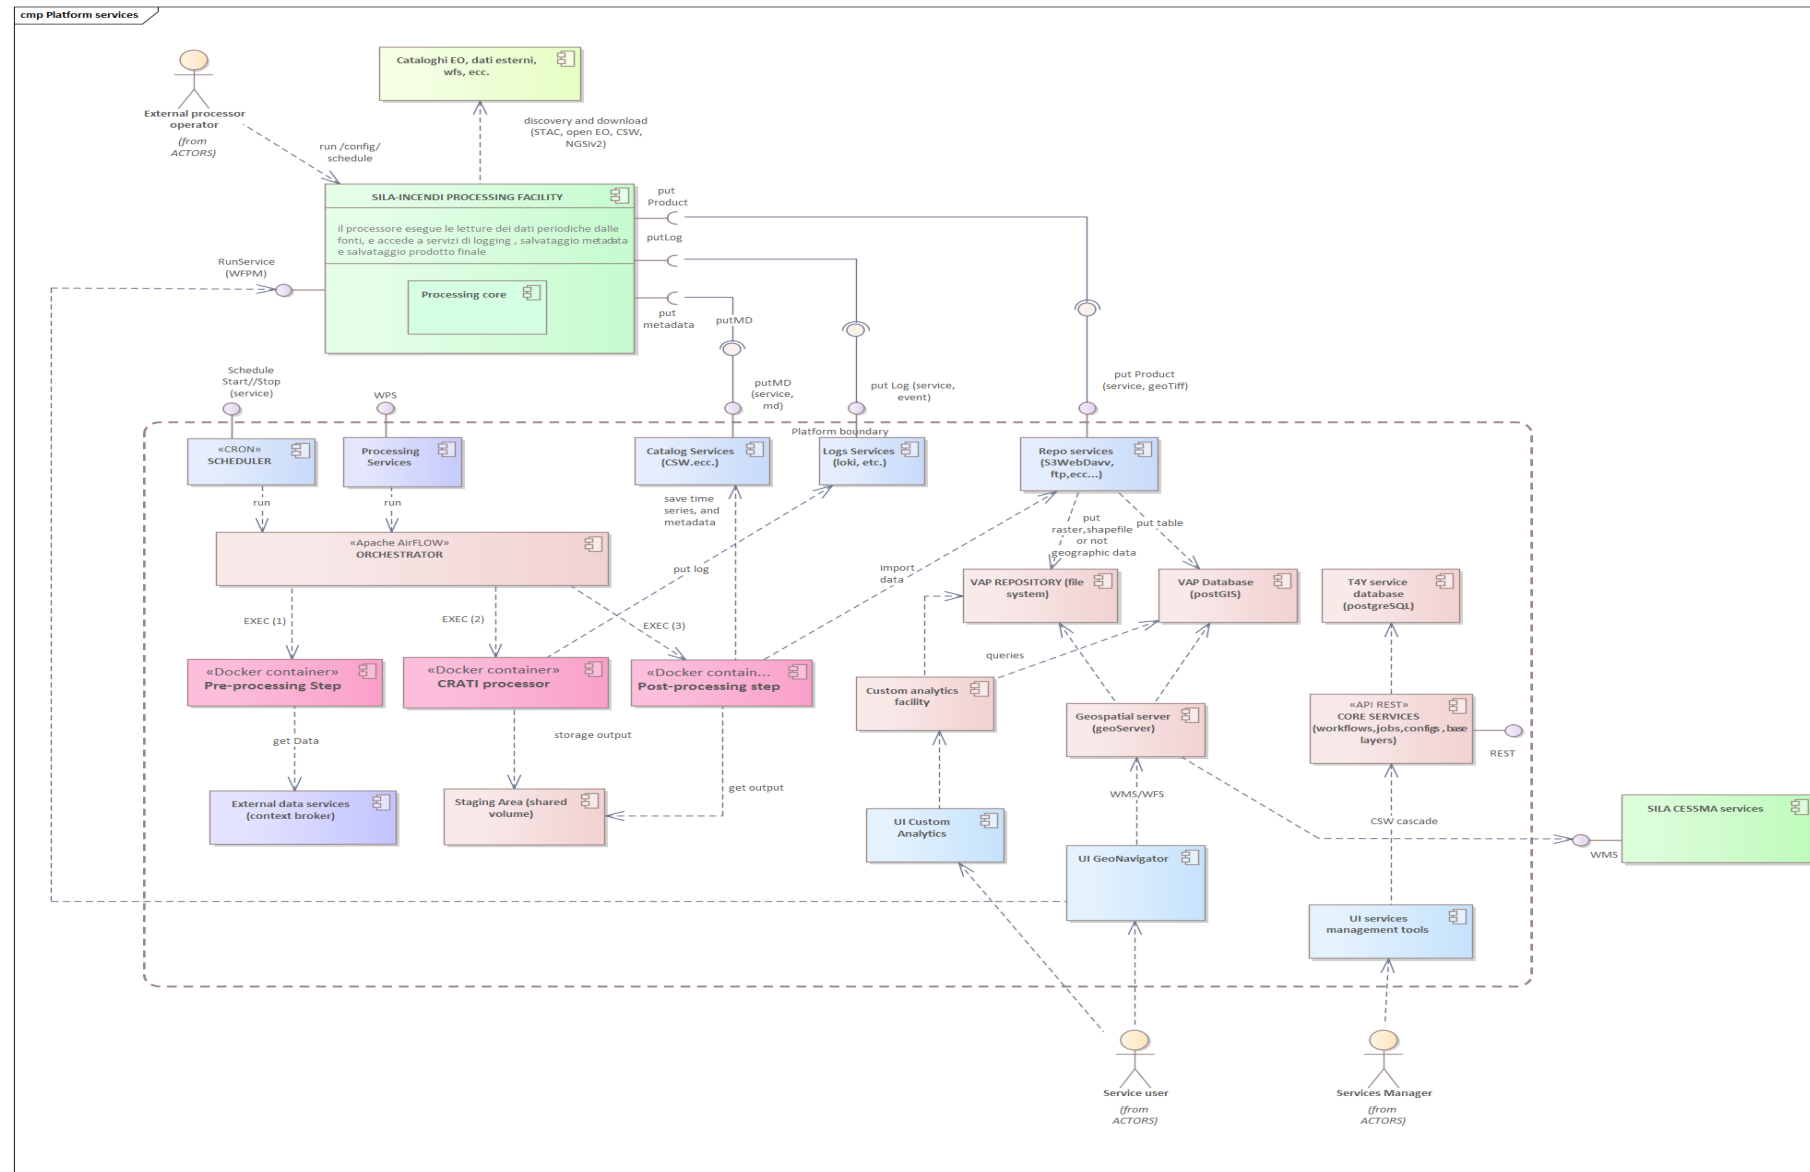 cmp Platform services
Cataloghi EO, dati esterni,
wfs, ecc.
External processor
operator
(from
ACTORS)
discovery and download
(STAC, open EO, CSW,
NGSiv2)
run /config/
schedule
SILA-INCENDI PROCESSING FACILITY
il processore esegue le letture dei dati periodiche dalle
fonti, e accede a servizi di logging , salvataggio metadata
e salvataggio prodotto finale
Processing core
put
Product
putLog
put
metadata
putMD
RunService
(WFPM)
Schedule
Start//Stop
(service)
WPS
putMD
(service,
md)
put Log (service,
event)
put Product
(service, geoTiff)
Platform boundary
«CRON»
SCHEDULER
Processing
Services
Catalog Services
(CSW.ecc.)
Logs Services
(loki, etc.)
Repo services
(S3WebDavv,
ftp,ecc...)
run
run
save time
series, and
metadata
put
raster,shapefile
or not
geographic data
put table
«Apache AirFLOW»
ORCHESTRATOR
put log
import
data
VAP REPOSITORY (file
system)
VAP Database
(postGIS)
T4Y service
database
(postgreSQL)
EXEC (1)
EXEC (2)
EXEC (3)
queries
«Docker container»
Pre-processing Step
«Docker container»
CRATI processor
«Docker contain...
Post-processing step
Custom analytics
facility
Geospatial server
(geoServer)
«API REST»
CORE SERVICES
(workflows,jobs,configs ,base
layers)
REST
get Data
storage output
get output
WMS/WFS
CSW cascade
External data services
(context broker)
Staging Area (shared
volume)
UI Custom
Analytics
UI GeoNavigator
SILA CESSMA services
WMS
UI services
management tools
Service user
(from
ACTORS)
Services Manager
(from
ACTORS)